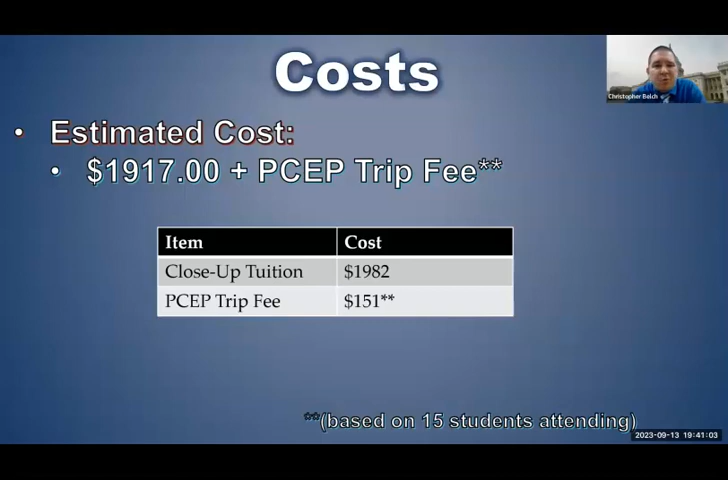 Costs
Christopher Belch
• Estimated Cost:
• $1917.00 + PCEP Trip Fee**
Item Cost
Close-Up Tuition $1982
PCEP Trip Fee $151**
**(based on 15 students attending)
2023-09-13 19:41:03